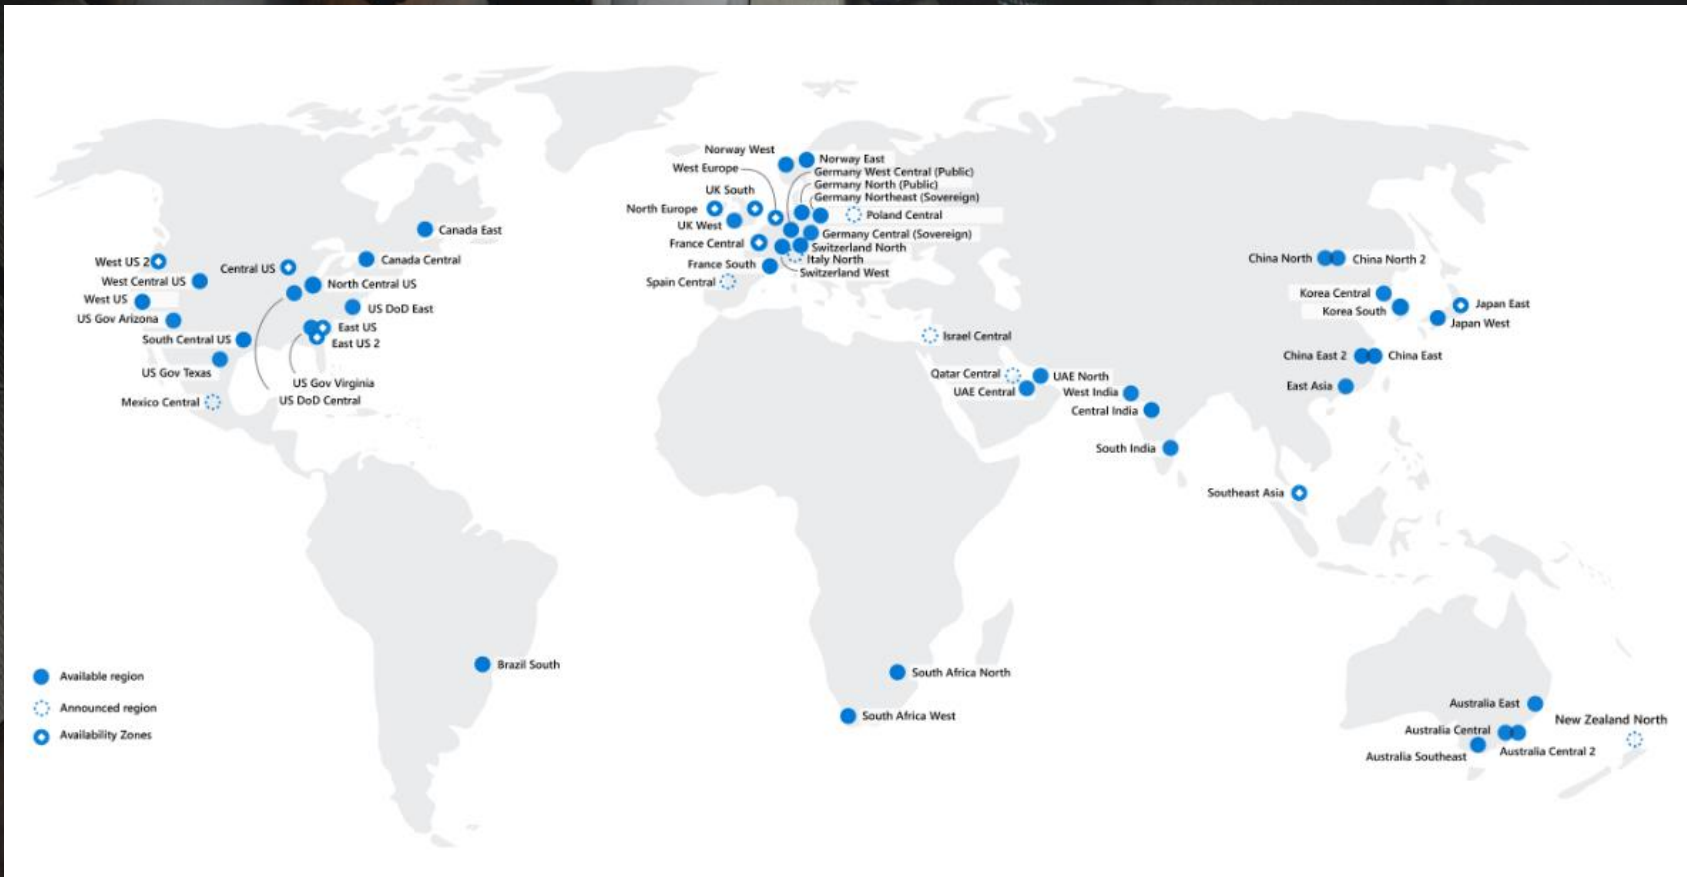 Norway West
Norway East
West Europe
Germany West Central (Public)
Germany North (Public)
UK South
Germany Northeast (Sovereign)
North Europe
Poland Central
UK West
Germany Central (Sovereign)
France Central
Switzerland North
Italy North
France South
Switzerland West
Spain Central
Canada East
Canada Central
West US 2
Central US
West Central US
North Central US
West US
US DoD East
US Gov Arizona
East US
South Central US
East US 2
US Gov Texas
US Gov Virginia
US DoD Central
Mexico Central
China North
China North 2
Korea Central
Korea South
Japan East
Japan West
Israel Central
China East 2
China East
Qatar Central
UAE North
UAE Central
West India
East Asia
Central India
South India
Southeast Asia
Brazil South
South Africa North
South Africa West
Available region
Announced region
Availability Zones
Australia East
New Zealand North
Australia Central
Australia Central 2
Australia Southeast